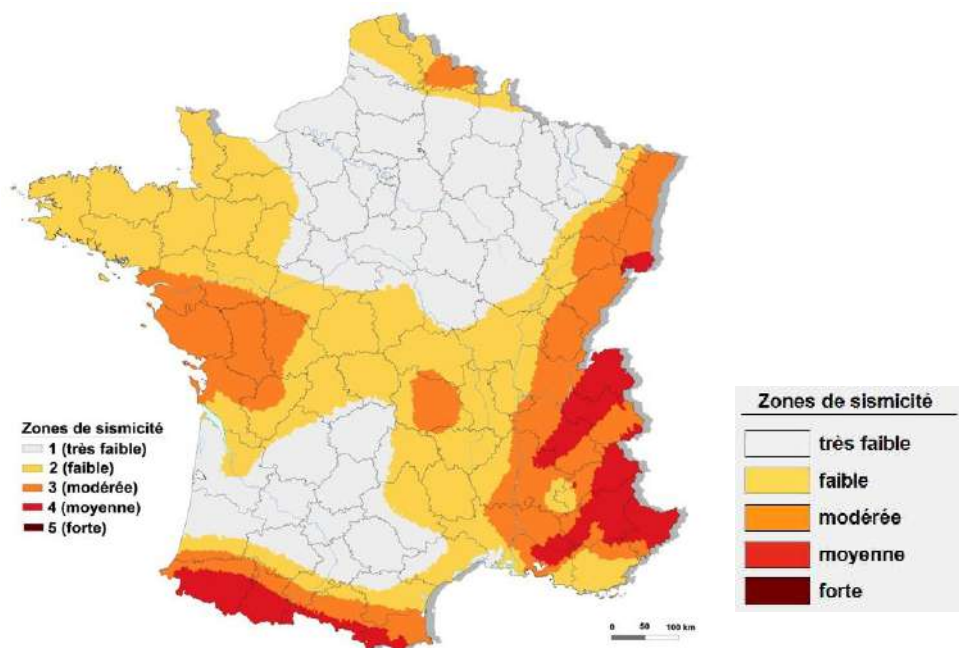 Zones de sismicité
1 (très faible)
2 (faible)
3 (modérée)
4 (moyenne)
5 (forte)
0 50 100 km
Zones de sismicité
très faible
faible
modérée
moyenne
forte